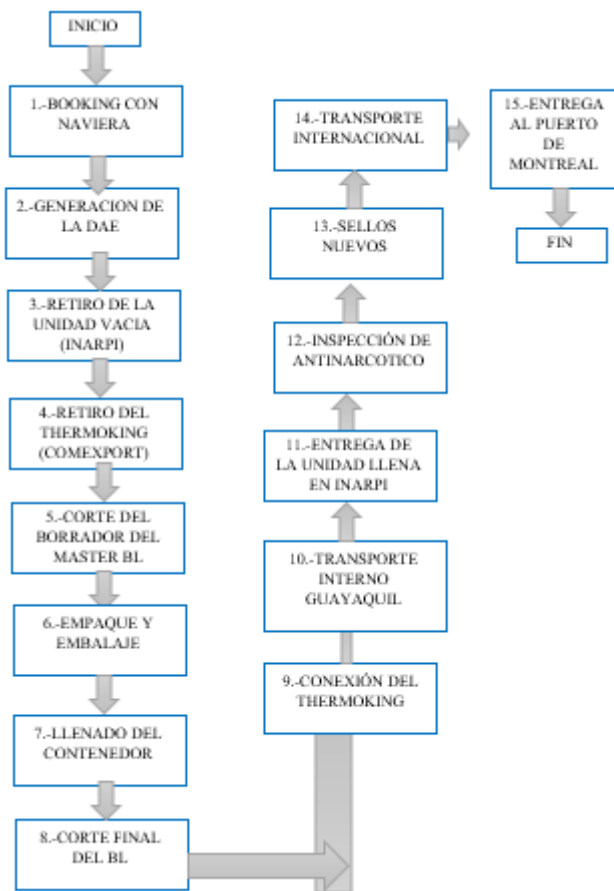 INICIO
1.-BOOKING CON
NAVIERA
2.-GENERACION DE
LA DAE
3.-RETIRO DE LA
UNIDAD VACIA
(INARPI)
4.-RETIRO DEL
THERMOKING
(COMEXPORT)
5.-CORTE DEL
BORRADOR DEL
MASTER BL
6.-EMPAQUE Y
EMBALAJE
7.-LLENADO DEL
CONTENEDOR
8.-CORTE FINAL
DEL BL
9.-CONEXIÓN DEL
THERMOKING
10.-TRANSPORTE
INTERNO
GUAYAQUIL
11.-ENTREGA DE
LA UNIDAD LLENA
EN INARPI
12.-INSPECCIÓN DE
ANTINARCOTICO
13.-SELLOS
NUEVOS
14.-TRANSPORTE
INTERNACIONAL
15.-ENTREGA
AL PUERTO
DE
MONTREAL
FIN